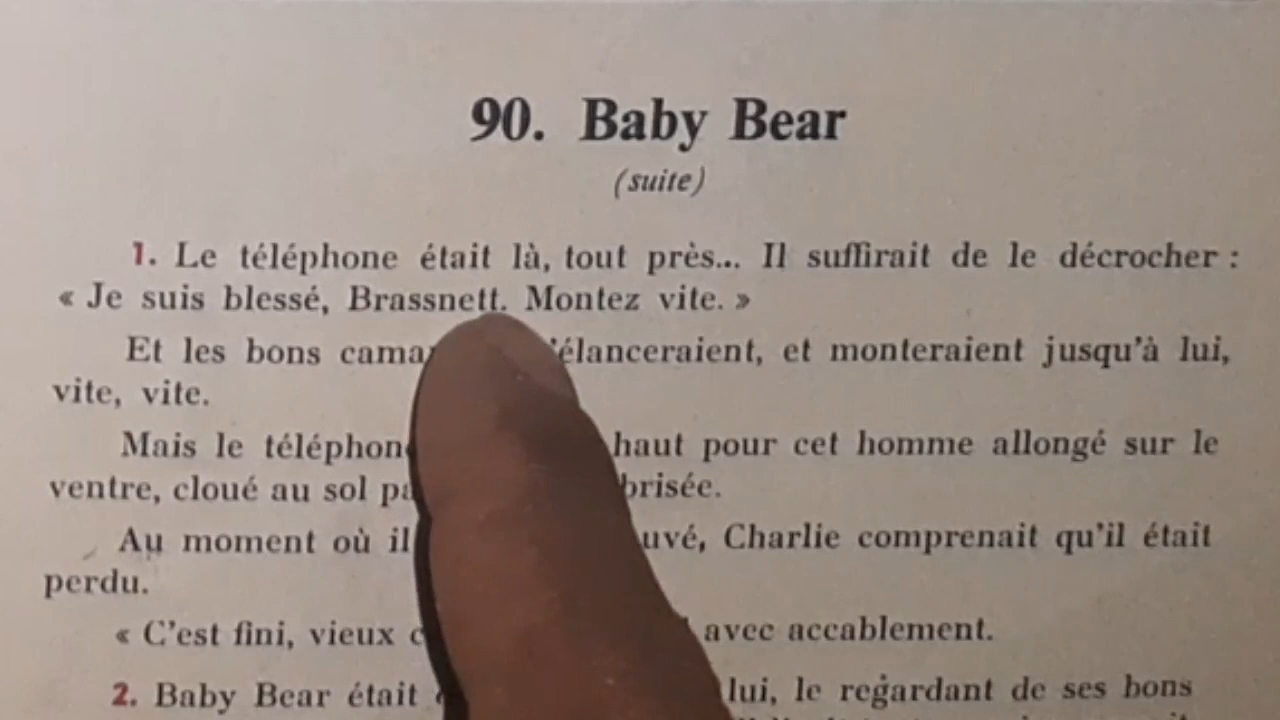 90. Baby Bear
(suite)
1. Le téléphone était là, tout près... Il suffirait de le décrocher :
« Je suis blessé, Brassnett. Montez vite. »
Et les bons élanceraient, et monteraient jusqu'à lui,
vite, vite.
Mais le haut pour cet homme allongé sur le
ventre, cloué au sol brisée.
Au moment où il Charlie comprenait qu'il était
perdu.
« C'est fini, vieux avec accablement.
2. Baby Bear était lui, le regardant de ses bons